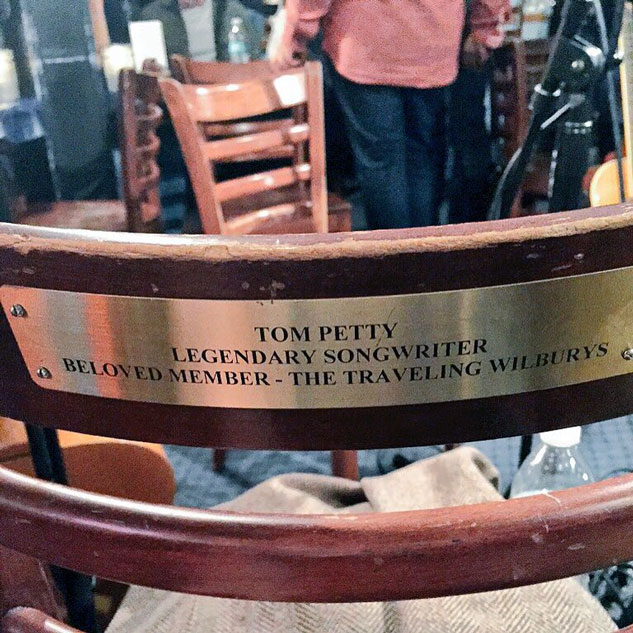 TOM PETTY
LEGENDARY SONGWRITER
BELOVED MEMBER - THE TRAVELING WILBURYS